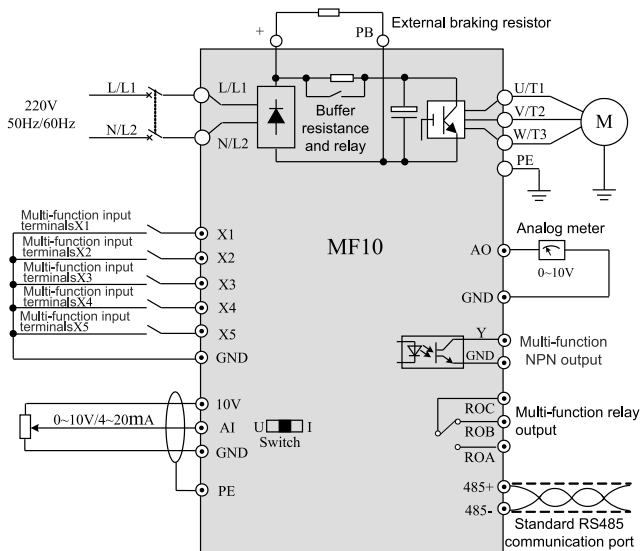 External braking resistor
+
PB
L/L1
L/L1
220V
50Hz/60Hz
N/L2
N/L2
Buffer
resistance
and relay
U/T1
V/T2
W/T3
M
PE
Multi-function input
terminalsX1
X1
Multi-function input
terminalsX2
X2
Multi-function input
terminalsX3
X3
Multi-function input
terminalsX4
X4
Multi-function input
terminalsX5
X5
GND
MF10
Analog meter
AO
0~10V
GND
Y
GND
Multi-function
NPN output
10V
0~10V/4~20mA
AI
GND
PE
U
I
Switch
ROC
ROB
ROA
Multi-function relay
output
485+
485-
Standard RS485
communication port